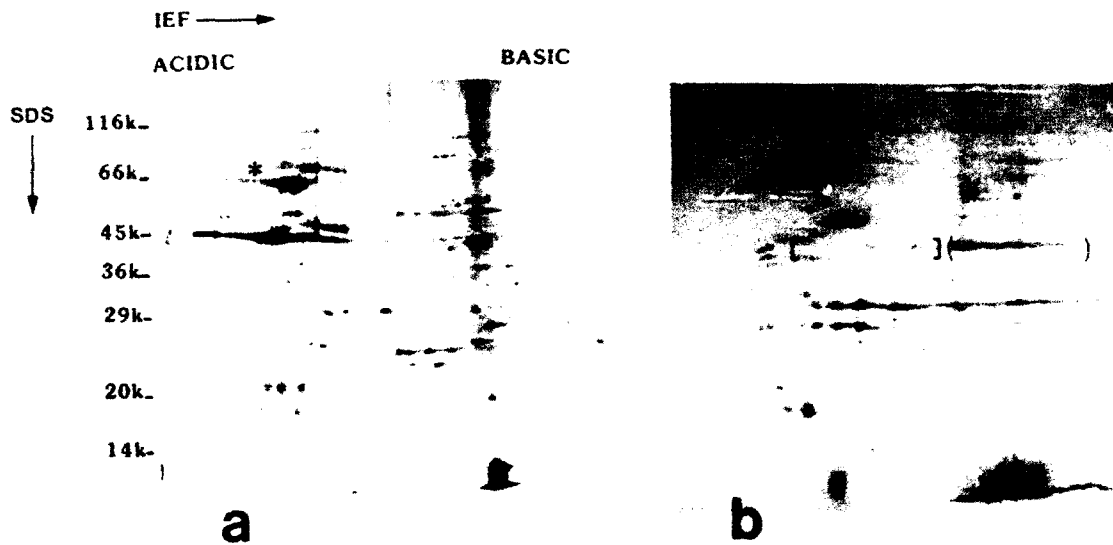 IEF
ACIDIC BASIC
SDS
116k-
66k-
45k-
36k-
29k-
20k-
14k-
*
[ ] ( )
a b